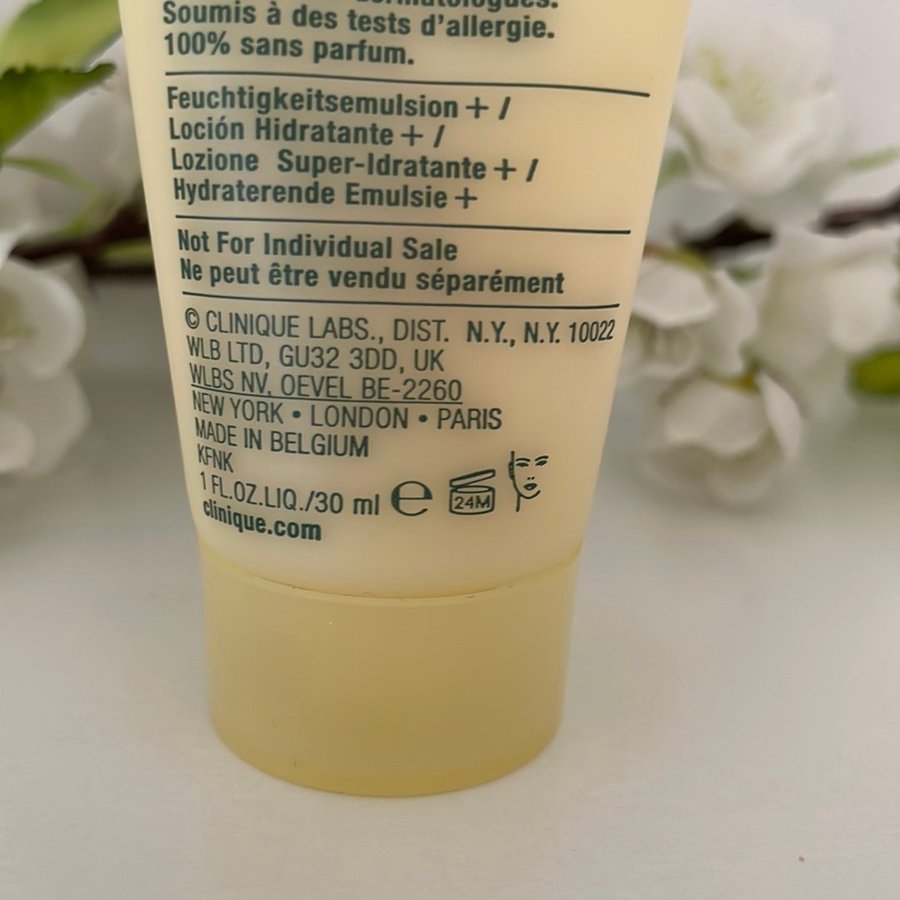 Dermatologues.
Soumis à des tests d'allergie.
100% sans parfum.
Feuchtigkeitsemulsion + /
Loción Hidratante + /
Lozione Super-Idratante + /
Hydraterende Emulsie +
Not For Individual Sale
Ne peut être vendu séparément
© CLINIQUE LABS., DIST. N.Y., N.Y. 10022
WLB LTD, GU32 3DD, UK
WLBS NV, OEVEL BE-2260
NEW YORK • LONDON • PARIS
MADE IN BELGIUM
KFNK
1 FL.OZ.LIQ./30 ml e 24M
clinique.com